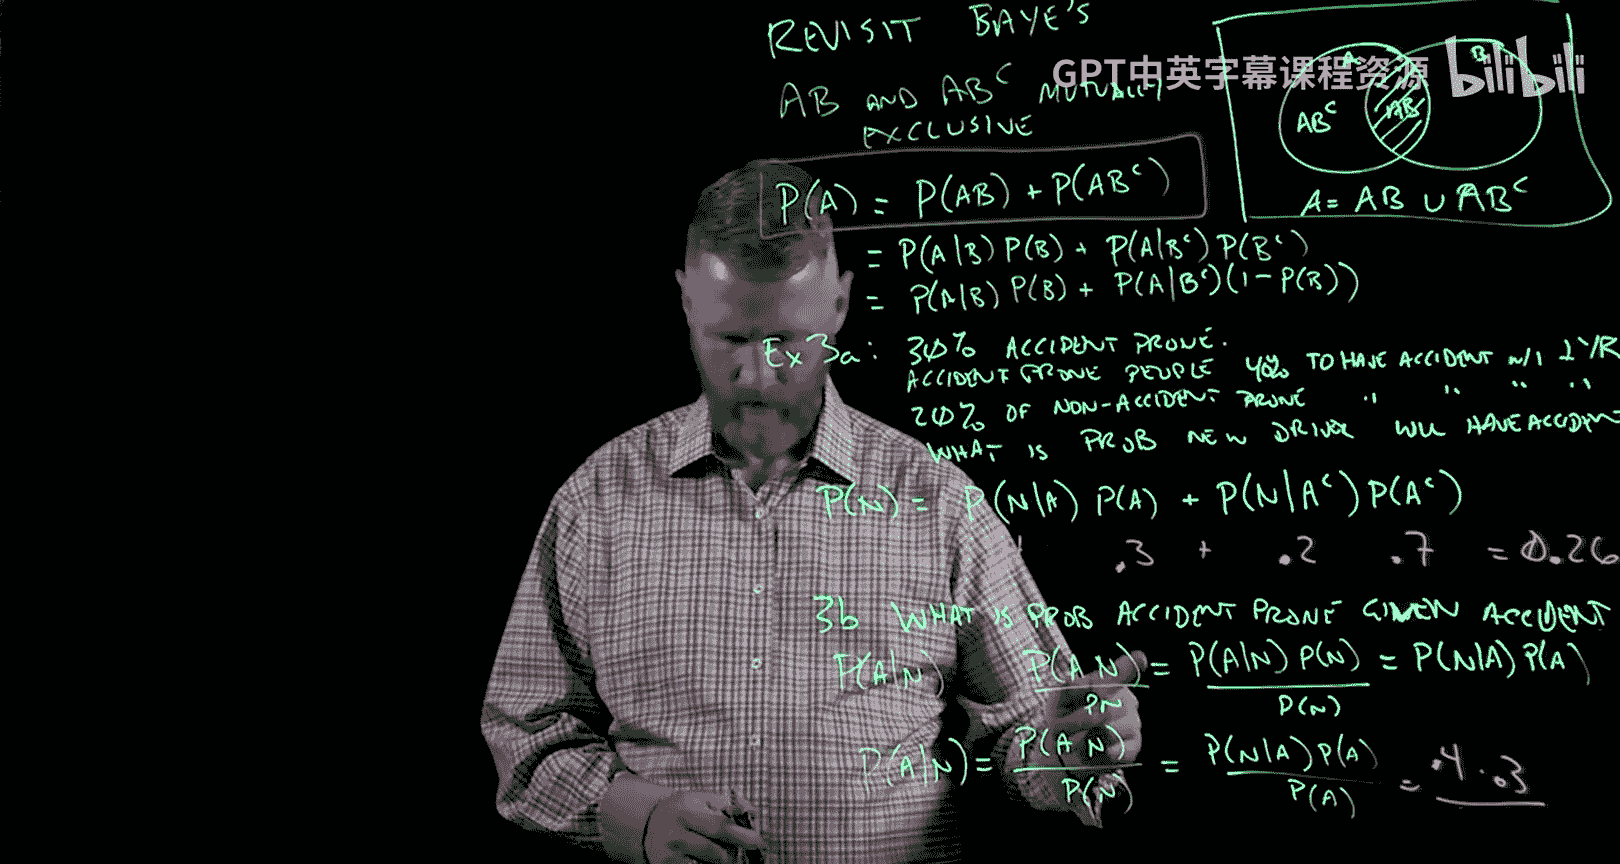 REVISIT BAYE'S
GPT中英字幕课程资源 bilibili
AB AND AB^C MUTUALLY
EXCLUSIVE
A B
AB^C AB
A = AB ∪ AB^C
P(A) = P(AB) + P(AB^C)
= P(A|B) P(B) + P(A|B^C) P(B^C)
= P(A|B) P(B) + P(A|B^C)(1 - P(B))
Ex 3a: 30% ACCIDENT PRONE.
ACCIDENT PRONE PEOPLE 40% TO HAVE ACCIDENT W/I 1 YR
20% OF NON-ACCIDENT PRONE " " " "
WHAT IS PROB NEW DRIVER WILL HAVE ACCIDEN
P(N) = P(N|A) P(A) + P(N|A^C) P(A^C)
.3 + .2 .7 = 0.26
3b WHAT IS PROB ACCIDENT PRONE GIVEN ACCIDENT
P(A|N) P(A N) / PN = P(A|N) P(N) / P(N) = P(N|A) P(A)
P(A|N) = P(A N) / P(N) = P(N|A) P(A) / P(A) = .4 · .3